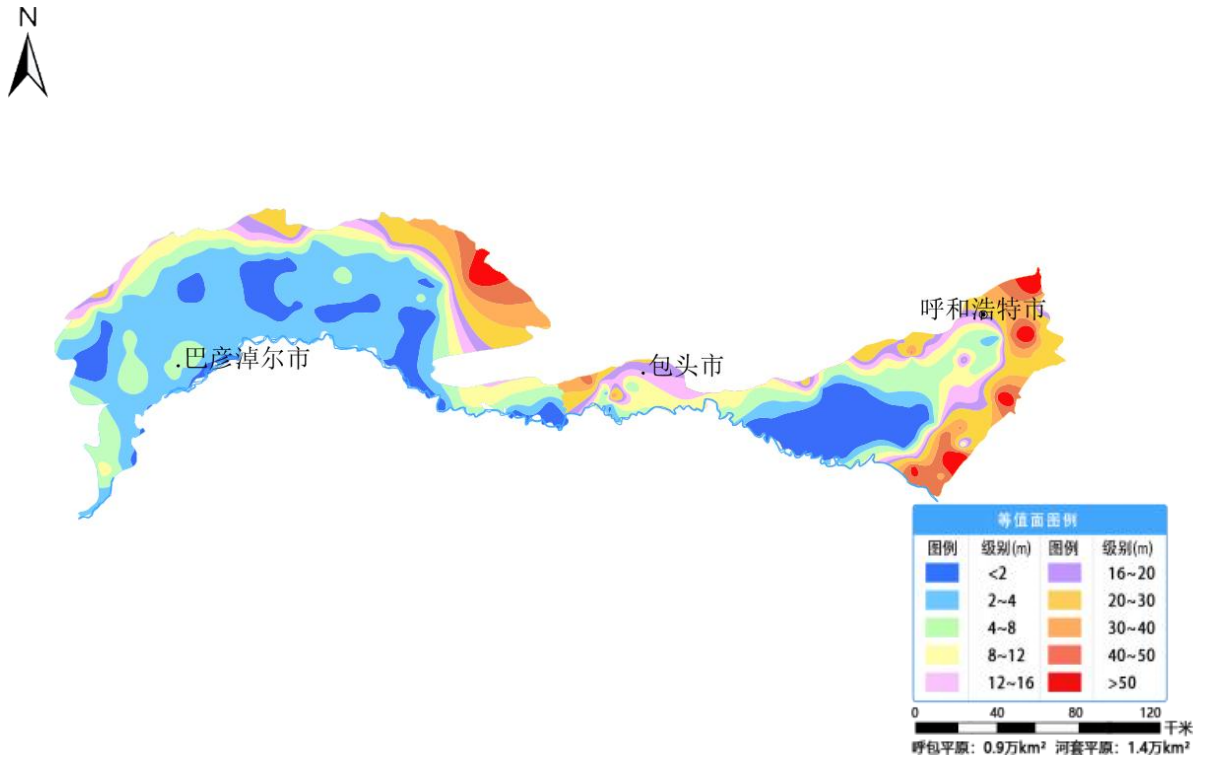 N
呼和浩特市
.巴彦淖尔市
.包头市
等值面图例
图例 级别(m) 图例 级别(m)
<2 16~20
2~4 20~30
4~8 30~40
8~12 40~50
12~16 >50
0 40 80 120
千米
呼包平原：0.9万km² 河套平原：1.4万km²